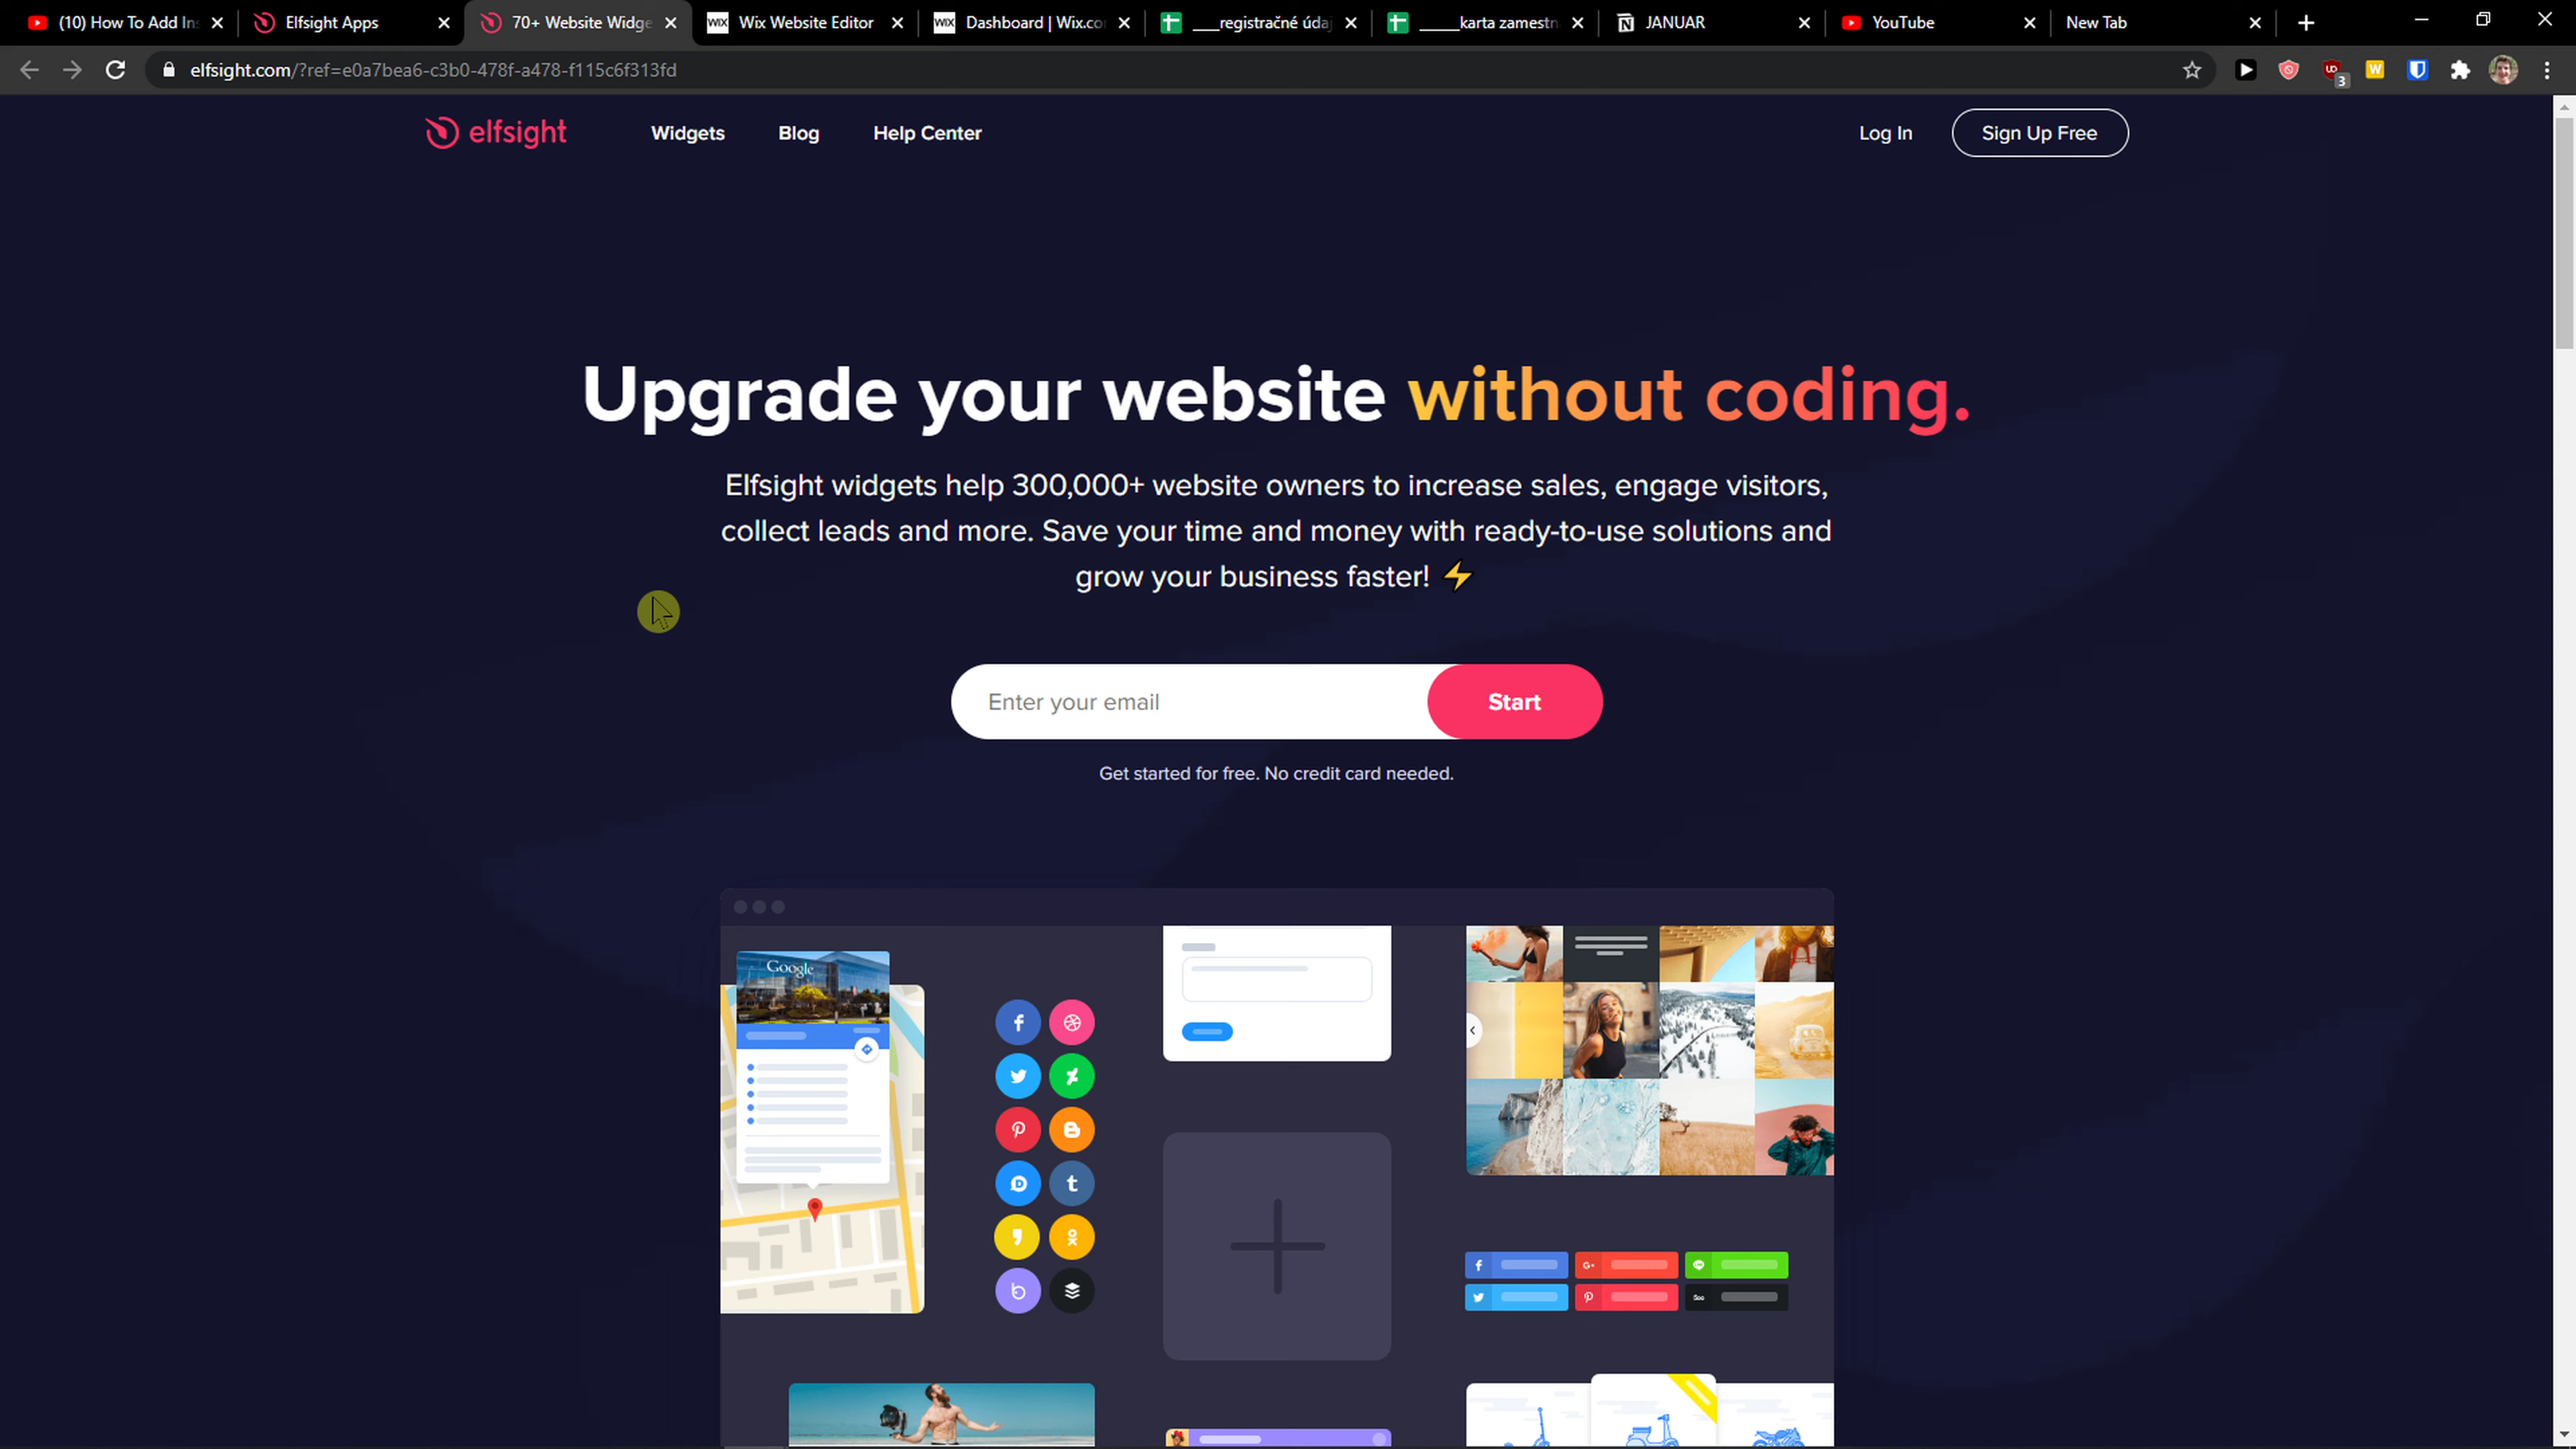 (10) How To Add In
Elfsight Apps
70+ Website Widge
WIX
Wix Website Editor
WIX
Dashboard | Wix.co
___registračné údaj
_____karta zamestn
JANUAR
YouTube
New Tab
elfsight.com/?ref=e0a7bea6-c3b0-478f-a478-f115c6f313fd
3
elfsight
Widgets
Blog
Help Center
Log In
Sign Up Free
Upgrade your website without coding.
Elfsight widgets help 300,000+ website owners to increase sales, engage visitors,
collect leads and more. Save your time and money with ready-to-use solutions and
grow your business faster! ⚡
Enter your email
Start
Get started for free. No credit card needed.
Google